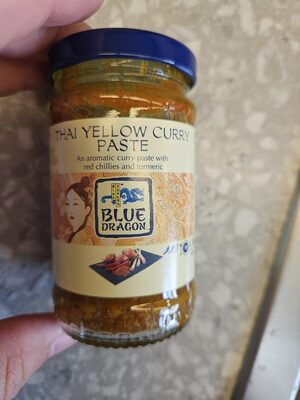 THAI YELLOW CURRY
PASTE
An aromatic curry paste with
red chillies and turmeric
BLUE
DRAGON